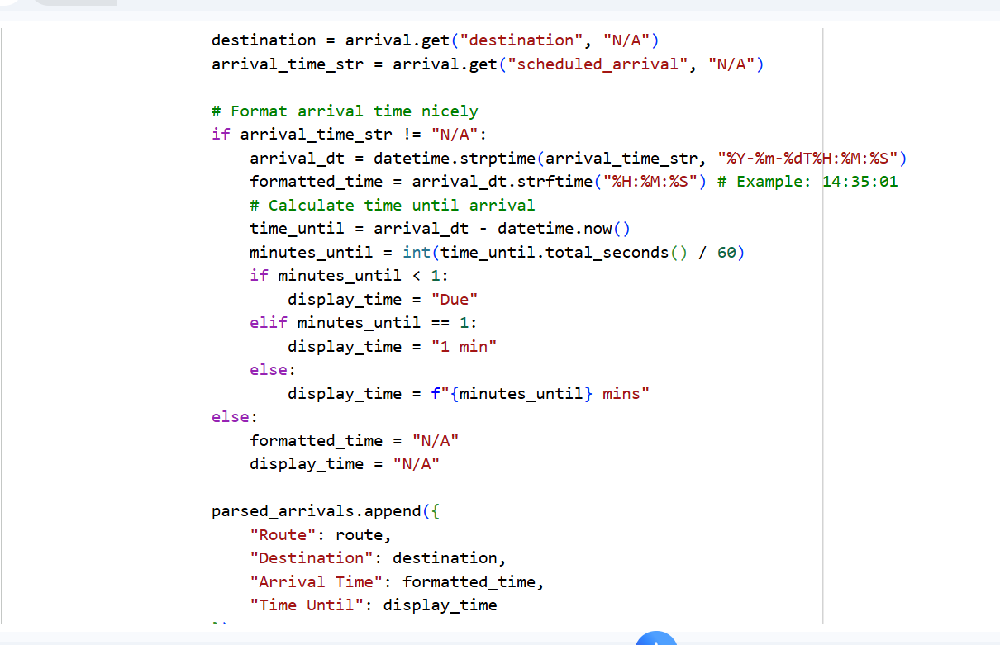 destination = arrival.get("destination", "N/A")
arrival_time_str = arrival.get("scheduled_arrival", "N/A")
# Format arrival time nicely
if arrival_time_str != "N/A":
arrival_dt = datetime.strptime(arrival_time_str, "%Y-%m-%dT%H:%M:%S")
formatted_time = arrival_dt.strftime("%H:%M:%S") # Example: 14:35:01
# Calculate time until arrival
time_until = arrival_dt - datetime.now()
minutes_until = int(time_until.total_seconds() / 60)
if minutes_until < 1:
display_time = "Due"
elif minutes_until == 1:
display_time = "1 min"
else:
display_time = f"{minutes_until} mins"
else:
formatted_time = "N/A"
display_time = "N/A"
parsed_arrivals.append({
"Route": route,
"Destination": destination,
"Arrival Time": formatted_time,
"Time Until": display_time